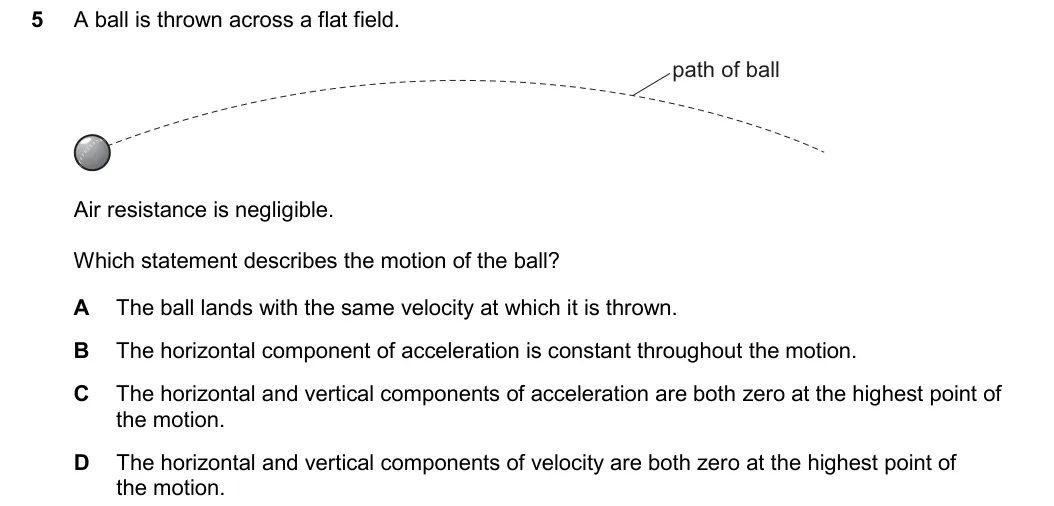 5 A ball is thrown across a flat field.
path of ball
Air resistance is negligible.
Which statement describes the motion of the ball?
A The ball lands with the same velocity at which it is thrown.
B The horizontal component of acceleration is constant throughout the motion.
C The horizontal and vertical components of acceleration are both zero at the highest point of
the motion.
D The horizontal and vertical components of velocity are both zero at the highest point of
the motion.